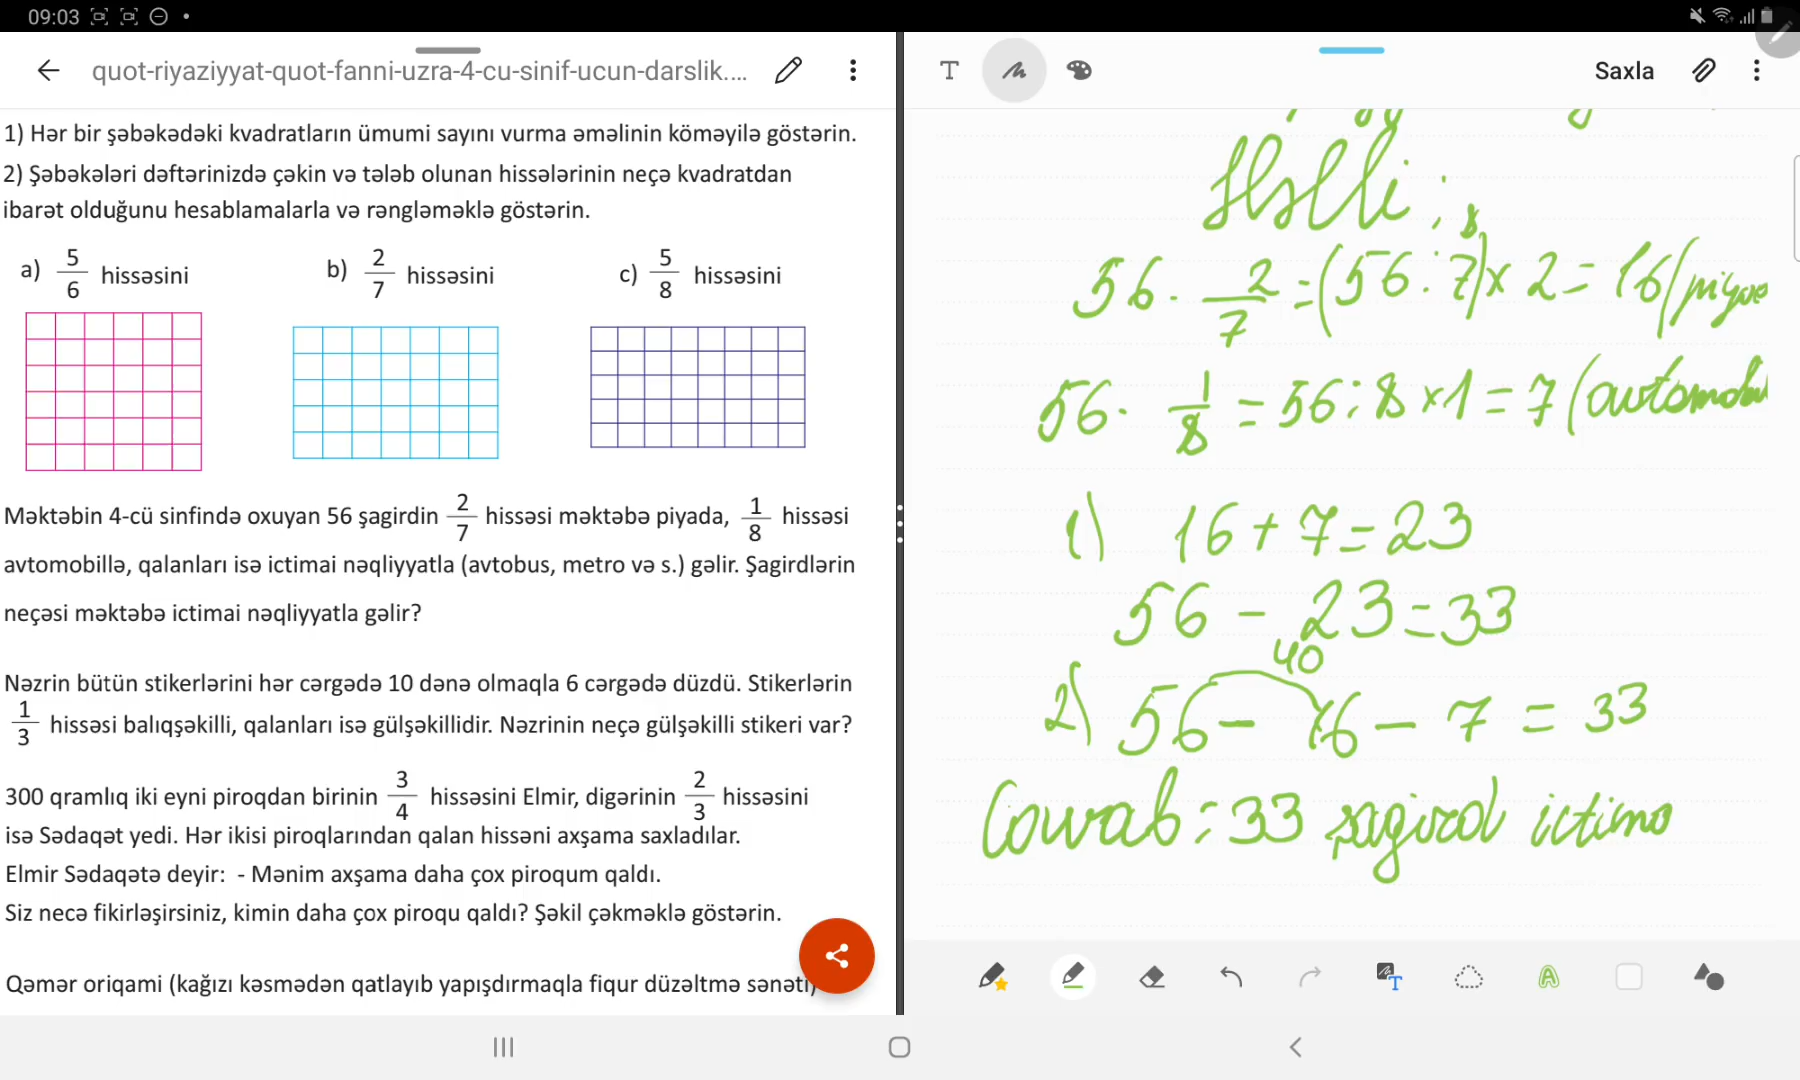 09:03
quot-riyaziyyat-quot-fanni-uzra-4-cu-sinif-ucun-darslik....
1) Hər bir şəbəkədəki kvadratların ümumi sayını vurma əməlinin köməyilə göstərin.
2) Şəbəkələri dəftərinizdə çəkin və tələb olunan hissələrinin neçə kvadratdan
ibarət olduğunu hesablamalarla və rəngləməklə göstərin.
a) 5/6 hissəsini b) 2/7 hissəsini c) 5/8 hissəsini
Məktəbin 4-cü sinfində oxuyan 56 şagirdin 2/7 hissəsi məktəbə piyada, 1/8 hissəsi
avtomobillə, qalanları isə ictimai nəqliyyatla (avtobus, metro və s.) gəlir. Şagirdlərin
neçəsi məktəbə ictimai nəqliyyatla gəlir?
Nəzrin bütün stikerlərini hər cərgədə 10 dənə olmaqla 6 cərgədə düzdü. Stikerlərin
1/3 hissəsi balıqşəkilli, qalanları isə gülşəkillidir. Nəzrinin neçə gülşəkilli stikeri var?
300 qramlıq iki eyni piroqdan birinin 3/4 hissəsini Elmir, digərinin 2/3 hissəsini
isə Sədaqət yedi. Hər ikisi piroqlarından qalan hissəni axşama saxladılar.
Elmir Sədaqətə deyir: - Mənim axşama daha çox piroqum qaldı.
Siz necə fikirləşirsiniz, kimin daha çox piroqu qaldı? Şəkil çəkməklə göstərin.
Qəmər oriqami (kağızı kəsmədən qatlayıb yapışdırmaqla fiqur düzəltmə sənəti)
T Saxla
Həlli:
8
56 · 2/7 = (56 : 7) x 2 = 16 (piya
56 · 1/8 = 56 : 8 x 1 = 7 (avtomobi
1) 16 + 7 = 23
56 - 23 = 33
40
2) 56 - 16 - 7 = 33
Cavab: 33 şagird ictima